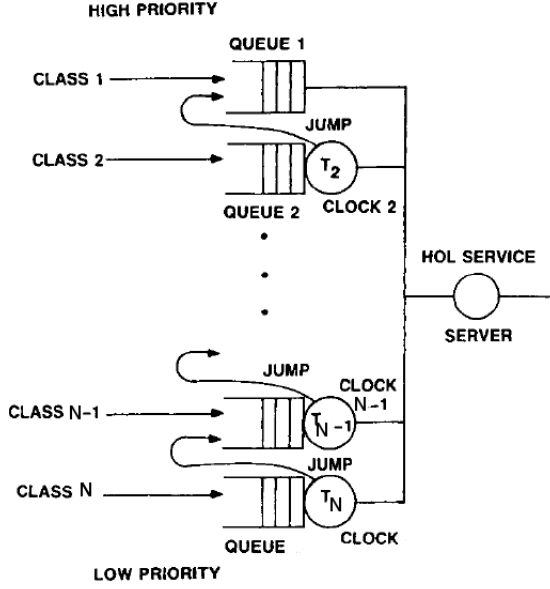 HIGH PRIORITY
QUEUE 1
CLASS 1
JUMP
CLASS 2
T2
QUEUE 2
CLOCK 2
HOL SERVICE
SERVER
JUMP
CLOCK
N-1
CLASS N-1
TN-1
JUMP
CLASS N
TN
QUEUE
CLOCK
LOW PRIORITY